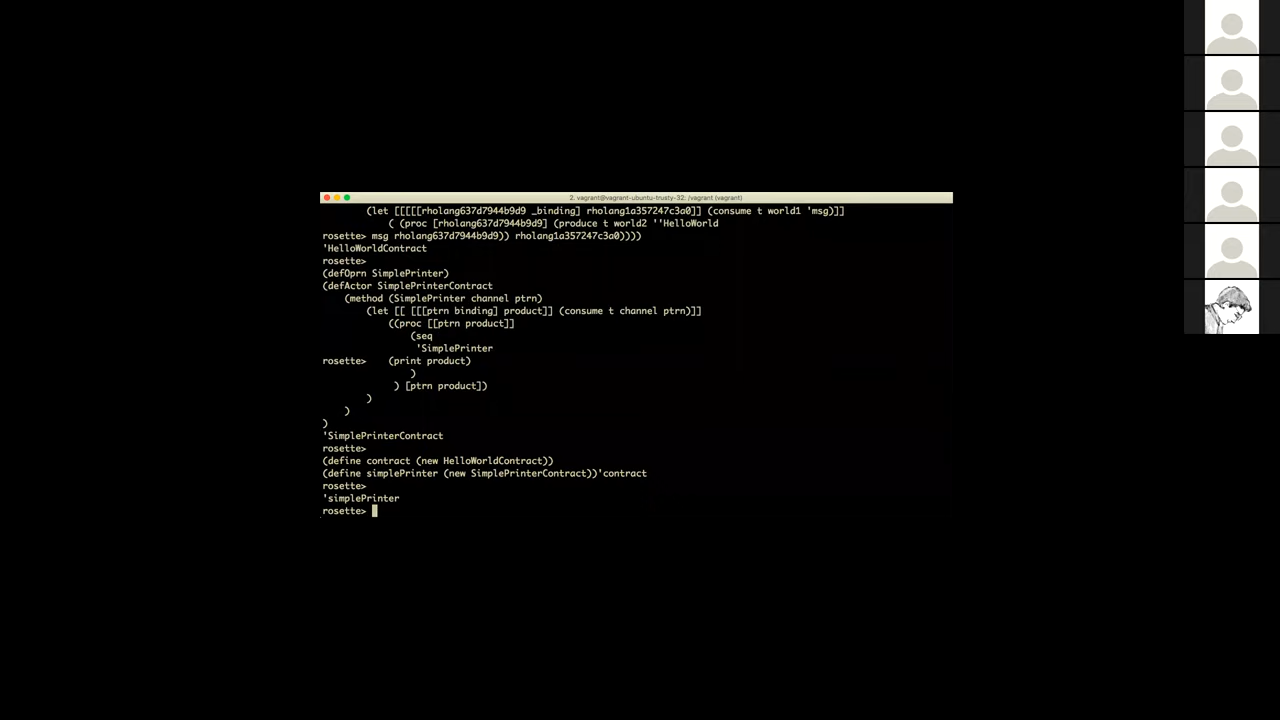 2: vagrant@vagrant-ubuntu-trusty-32: /vagrant (vagrant)
(let [[[[[rholang637d7944b9d9 _binding] rholang1a357247c3a0]] (consume t world1 'msg)]]
( (proc [rholang637d7944b9d9] (produce t world2 ''HelloWorld
rosette> msg rholang637d7944b9d9)) rholang1a357247c3a0))))
'HelloWorldContract
rosette>
(defOprn SimplePrinter)
(defActor SimplePrinterContract
(method (SimplePrinter channel ptrn)
(let [[ [[[ptrn binding] product]] (consume t channel ptrn)]]
((proc [[ptrn product]]
(seq
'SimplePrinter
rosette> (print product)
)
) [ptrn product])
)
)
)
'SimplePrinterContract
rosette>
(define contract (new HelloWorldContract))
(define simplePrinter (new SimplePrinterContract))'contract
rosette>
'simplePrinter
rosette>